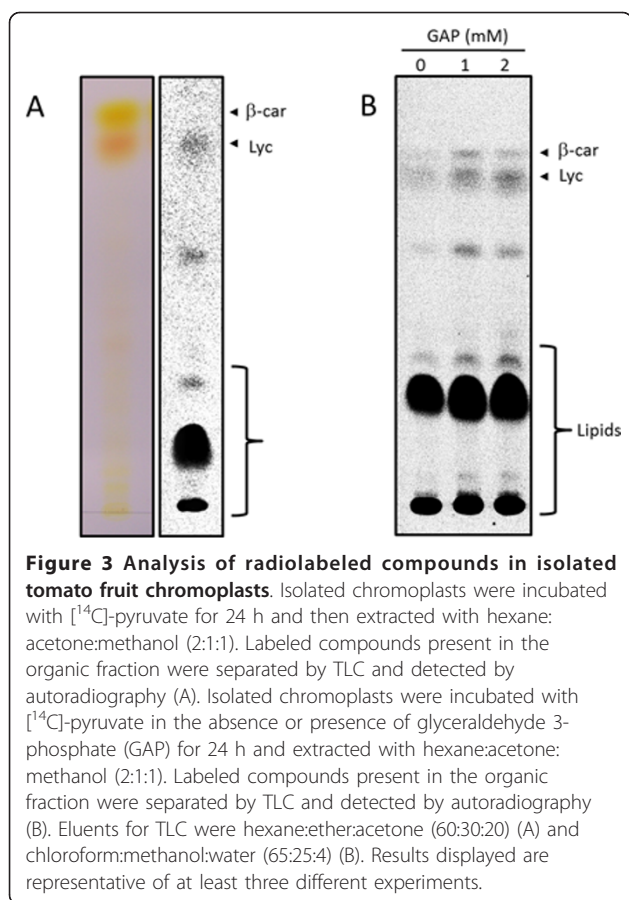 GAP (mM)
0 1 2
A
◄ β-car
◄ Lyc
B
◄ β-car
◄ Lyc
Lipids
Figure 3 Analysis of radiolabeled compounds in isolated
tomato fruit chromoplasts. Isolated chromoplasts were incubated
with [¹⁴C]-pyruvate for 24 h and then extracted with hexane:
acetone:methanol (2:1:1). Labeled compounds present in the
organic fraction were separated by TLC and detected by
autoradiography (A). Isolated chromoplasts were incubated with
[¹⁴C]-pyruvate in the absence or presence of glyceraldehyde 3-
phosphate (GAP) for 24 h and extracted with hexane:acetone:
methanol (2:1:1). Labeled compounds present in the organic
fraction were separated by TLC and detected by autoradiography
(B). Eluents for TLC were hexane:ether:acetone (60:30:20) (A) and
chloroform:methanol:water (65:25:4) (B). Results displayed are
representative of at least three different experiments.